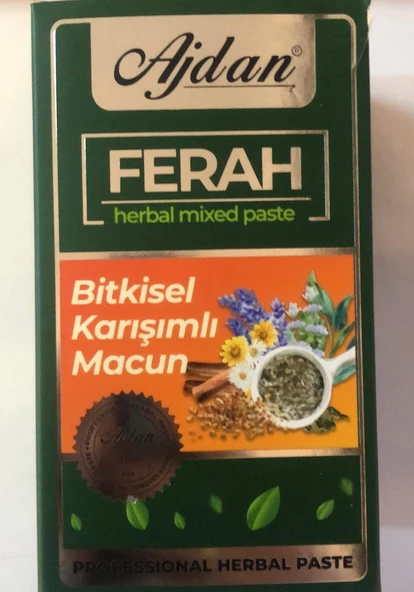 Ajdan®
FERAH
herbal mixed paste
Bitkisel
Karışımlı
Macun
Ajdan
PROFESSIONAL HERBAL PASTE